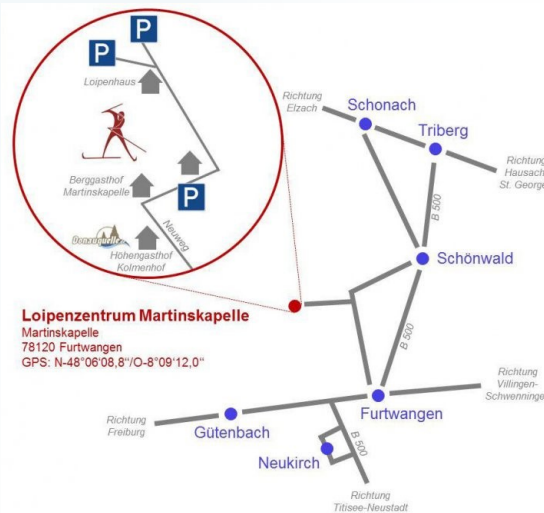 P
P
Loipenhaus
Berggasthof
Martinskapelle
P
Neuweg
Donauquelle
Höhengasthof
Kolmenhof
Richtung
Elzach
Schonach
Triberg
Richtung
Hausach
St. George
B 500
Schönwald
Loipenzentrum Martinskapelle
Martinskapelle
78120 Furtwangen
GPS: N-48°06'08,8“/O-8°09'12,0“
B 500
Richtung
Villingen-
Schwenninge
Furtwangen
Richtung
Freiburg
Gütenbach
B 500
Neukirch
Richtung
Titisee-Neustadt